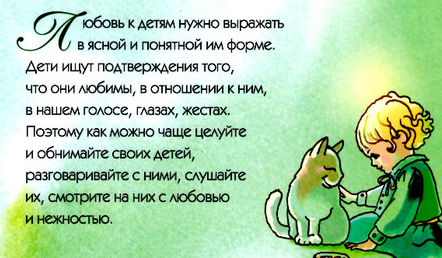 Любовь к детям нужно выражать
в ясной и понятной им форме.
Дети ищут подтверждения того,
что они любимы, в отношении к ним,
в нашем голосе, глазах, жестах.
Поэтому как можно чаще целуйте
и обнимайте своих детей,
разговаривайте с ними, слушайте
их, смотрите на них с любовью
и нежностью.